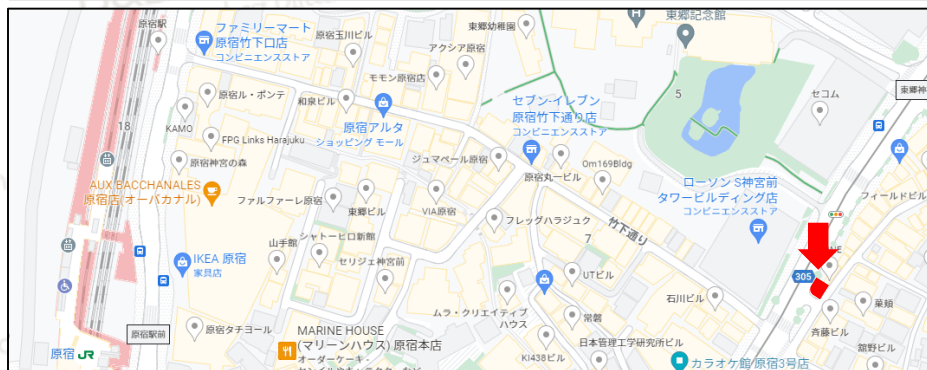 原宿駅
ファミリーマート
原宿竹下口店
コンビニエンスストア
原宿玉川ビル
東郷幼稚園
アクシア原宿
東郷記念館
H
モモン原宿店
原宿ル・ポンテ
和泉ビル
KAMO
18
FPG Links Harajuku
原宿アルタ
ショッピング モール
セブン-イレブン
原宿竹下通り店
コンビニエンスストア
5
セコム
東郷神
原宿神宮の森
ジュマペール原宿
Om169Bldg
原宿丸一ビル
AUX BACCHANALES
原宿店(オーバカナル)
ファルファーレ原宿
東郷ビル
VIA原宿
ローソン S神宮前
タワービルディング店
コンビニエンスストア
フィールドビル
フレッグハラジュク
7
竹下通り
山手館
シャトーヒロ新館
IKEA 原宿
家具店
セリジェ神宮前
UTビル
305
NE
石川ビル
菓頬
ムラ・クリエイティブ
ハウス
常磐
斉藤ビル
原宿駅前
原宿タチヨール
MARINE HOUSE
(マリーンハウス) 原宿本店
オーダーケーキ・
日本管理工学研究所ビル
舘野ビル
原宿 JR
KI438ビル
カラオケ館 原宿3号店